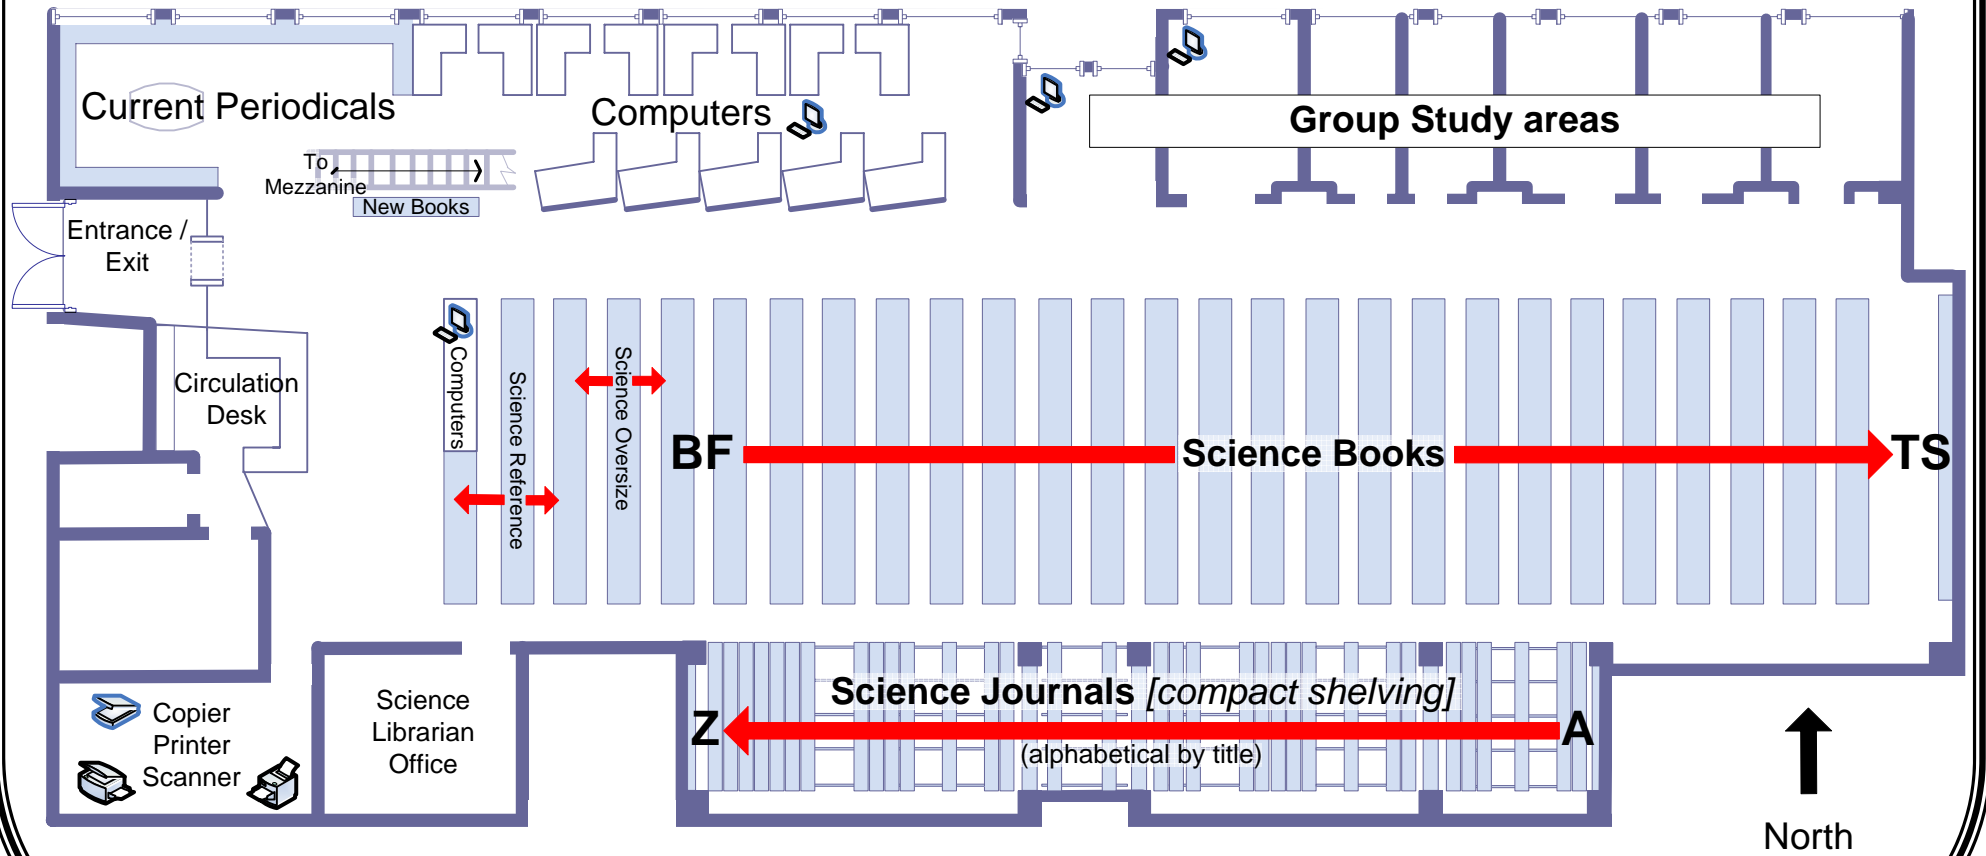 Current Periodicals
Computers
Group Study areas
To
Mezzanine
New Books
Entrance /
Exit
Circulation
Desk
Computers
Science Reference
Science Oversize
BF
Science Books
TS
Science Journals [compact shelving]
Z
A
(alphabetical by title)
Copier
Printer
Scanner
Science
Librarian
Office
North